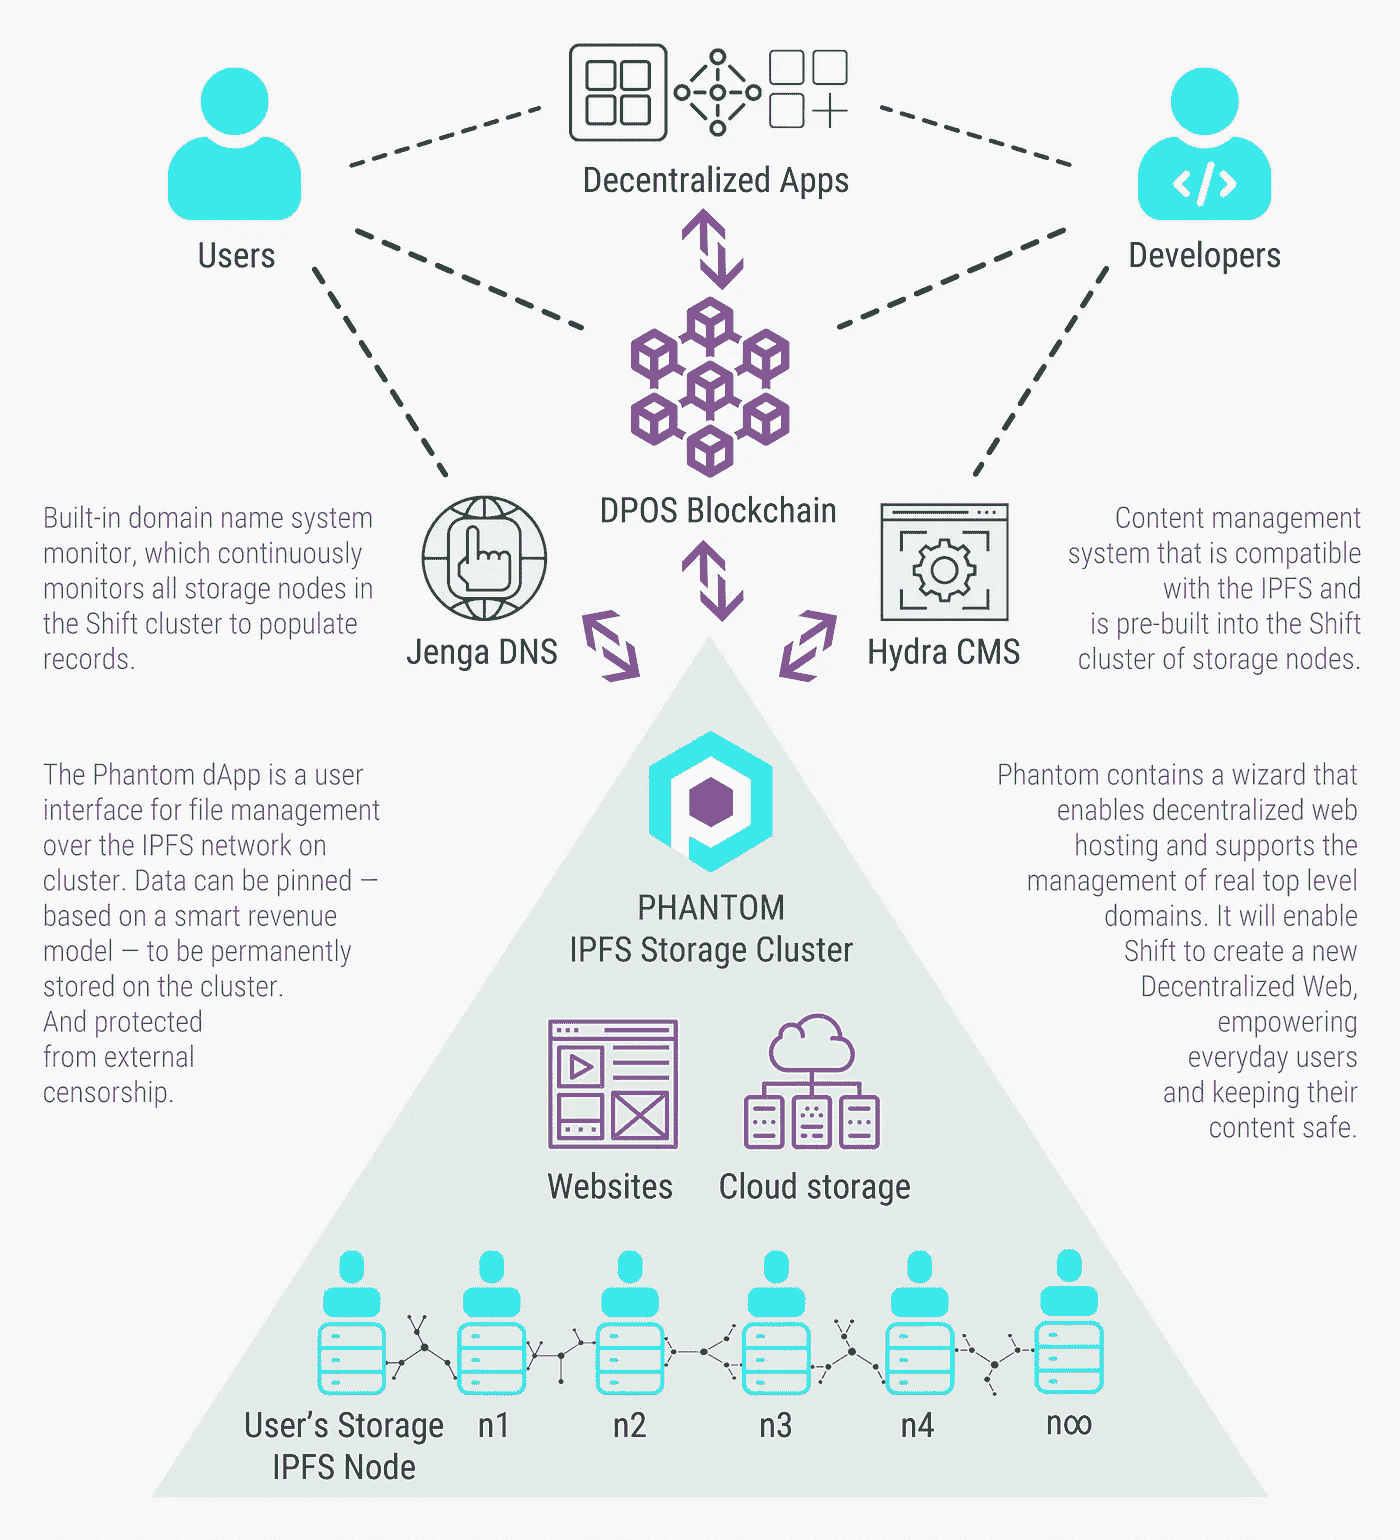 Decentralized Apps
Users
Developers
DPOS Blockchain
Built-in domain name system
monitor, which continuously
monitors all storage nodes in
the Shift cluster to populate
records.
Jenga DNS
Hydra CMS
Content management
system that is compatible
with the IPFS and
is pre-built into the Shift
cluster of storage nodes.
The Phantom dApp is a user
interface for file management
over the IPFS network on
cluster. Data can be pinned –
based on a smart revenue
model – to be permanently
stored on the cluster.
And protected
from external
censorship.
Phantom contains a wizard that
enables decentralized web
hosting and supports the
management of real top level
domains. It will enable
Shift to create a new
Decentralized Web,
empowering
everyday users
and keeping their
content safe.
PHANTOM
IPFS Storage Cluster
Websites
Cloud storage
User’s Storage
IPFS Node
n1
n2
n3
n4
n∞